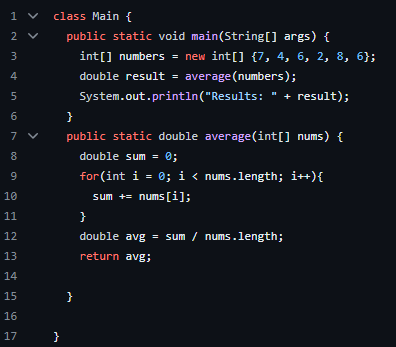 1 class Main {
2 public static void main(String[] args) {
3 int[] numbers = new int[] {7, 4, 6, 2, 8, 6};
4 double result = average(numbers);
5 System.out.println("Results: " + result);
6 }
7 public static double average(int[] nums) {
8 double sum = 0;
9 for(int i = 0; i < nums.length; i++){
10 sum += nums[i];
11 }
12 double avg = sum / nums.length;
13 return avg;
14
15 }
16
17 }